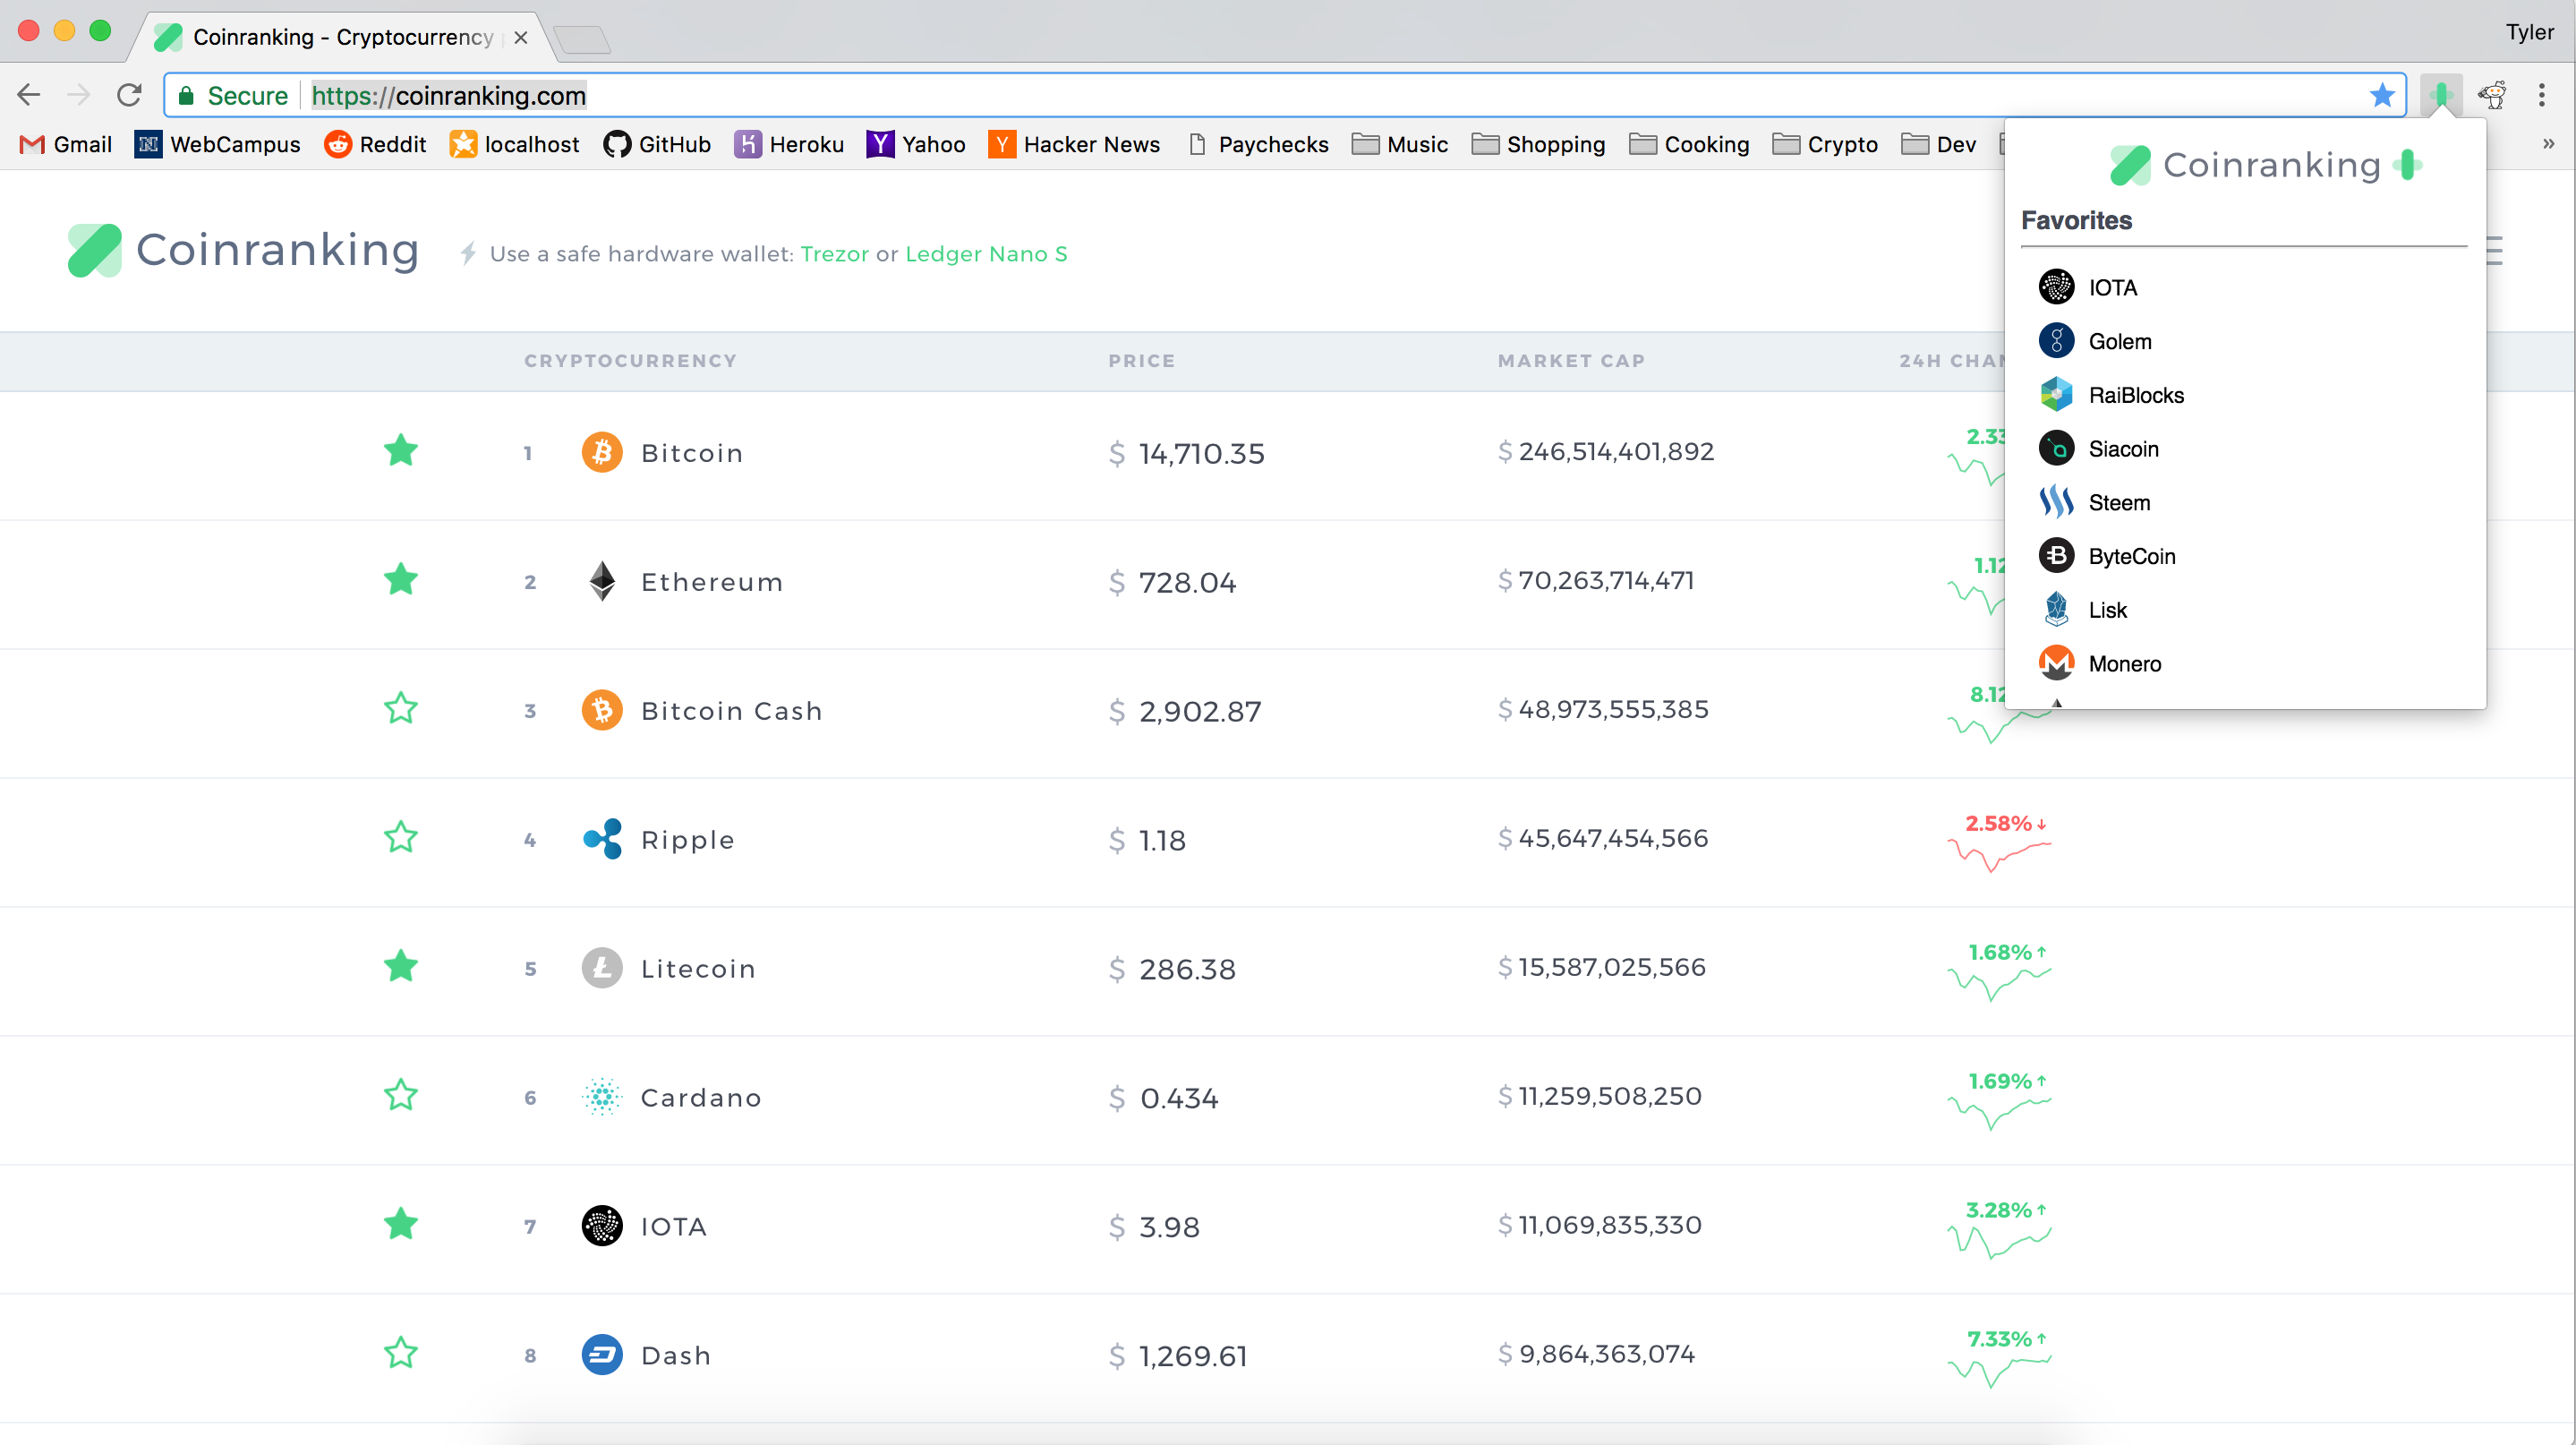 Coinranking - Cryptocurrency
Tyler
Secure https://coinranking.com
Gmail WebCampus Reddit localhost GitHub Heroku Yahoo Hacker News Paychecks Music Shopping Cooking Crypto Dev »
Coinranking
Favorites
IOTA
Golem
RaiBlocks
Siacoin
Steem
ByteCoin
Lisk
Monero
Coinranking Use a safe hardware wallet: Trezor or Ledger Nano S
CRYPTOCURRENCY PRICE MARKET CAP 24H
1 Bitcoin $ 14,710.35 $ 246,514,401,892 2.33
2 Ethereum $ 728.04 $ 70,263,714,471 1.12
3 Bitcoin Cash $ 2,902.87 $ 48,973,555,385 8.12
4 Ripple $ 1.18 $ 45,647,454,566 2.58% ↓
5 Litecoin $ 286.38 $ 15,587,025,566 1.68% ↑
6 Cardano $ 0.434 $ 11,259,508,250 1.69% ↑
7 IOTA $ 3.98 $ 11,069,835,330 3.28% ↑
8 Dash $ 1,269.61 $ 9,864,363,074 7.33% ↑